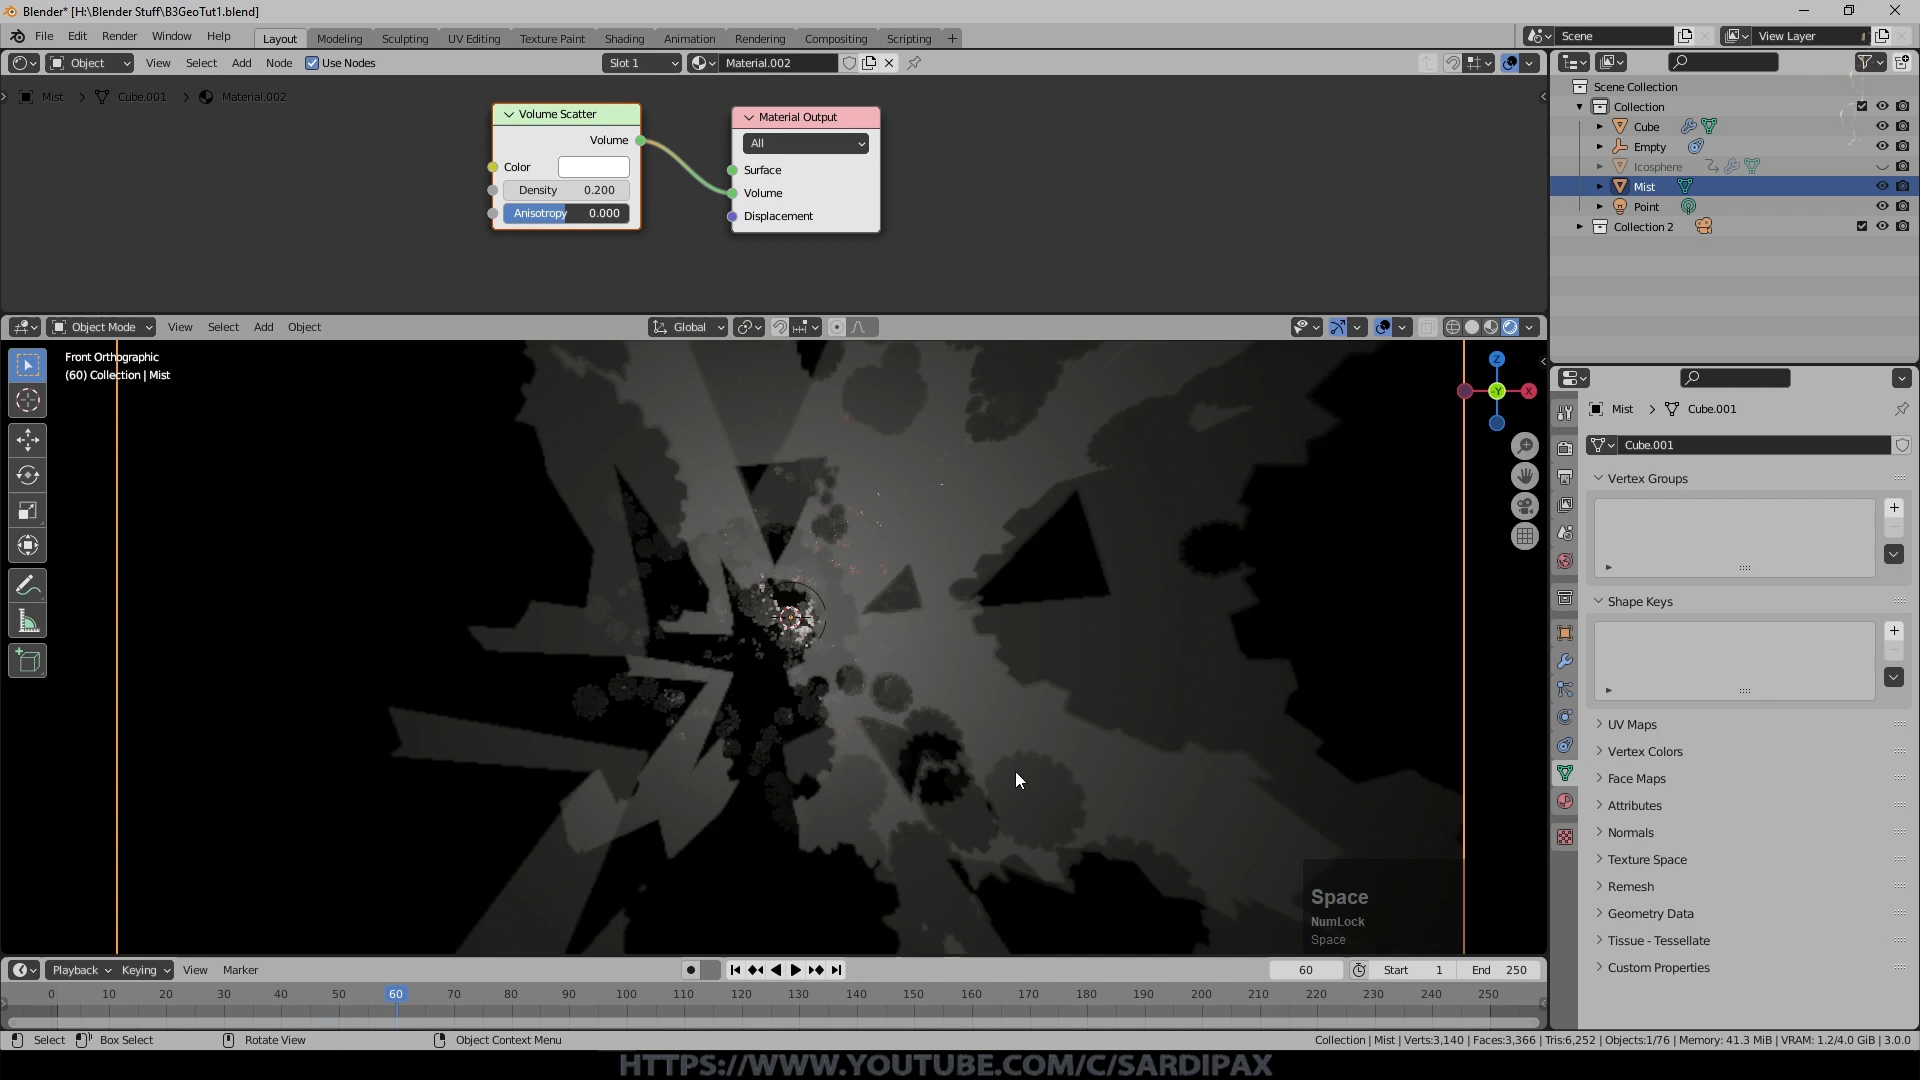 Blender* [H:\Blender Stuff\B3GeoTut1.blend]
File Edit Render Window Help Layout Modeling Sculpting UV Editing Texture Paint Shading Animation Rendering Compositing Scripting + Scene View Layer
Object View Select Add Node Use Nodes Slot 1 Material.002
Mist > Cube.001 > Material.002
Volume Scatter
Volume
Color
Density 0.200
Anisotropy 0.000
Material Output
All
Surface
Volume
Displacement
Scene Collection
Collection
Cube
Empty
Icosphere
Mist
Point
Collection 2
Object Mode View Select Add Object Global
Front Orthographic
(60) Collection | Mist
Z
Y
X
Space
NumLock
Space
Mist > Cube.001
Cube.001
Vertex Groups
Shape Keys
UV Maps
Vertex Colors
Face Maps
Attributes
Normals
Texture Space
Remesh
Geometry Data
Tissue - Tessellate
Custom Properties
Playback Keying View Marker 60 Start 1 End 250
0 10 20 30 40 50 60 70 80 90 100 110 120 130 140 150 160 170 180 190 200 210 220 230 240 250
Select Box Select Rotate View Object Context Menu Collection | Mist | Verts:3,140 | Faces:3,366 | Tris:6,252 | Objects:1/76 | Memory: 41.3 MiB | VRAM: 1.2/4.0 GiB | 3.0.0
HTTPS://WWW.YOUTUBE.COM/C/SARDIPAX